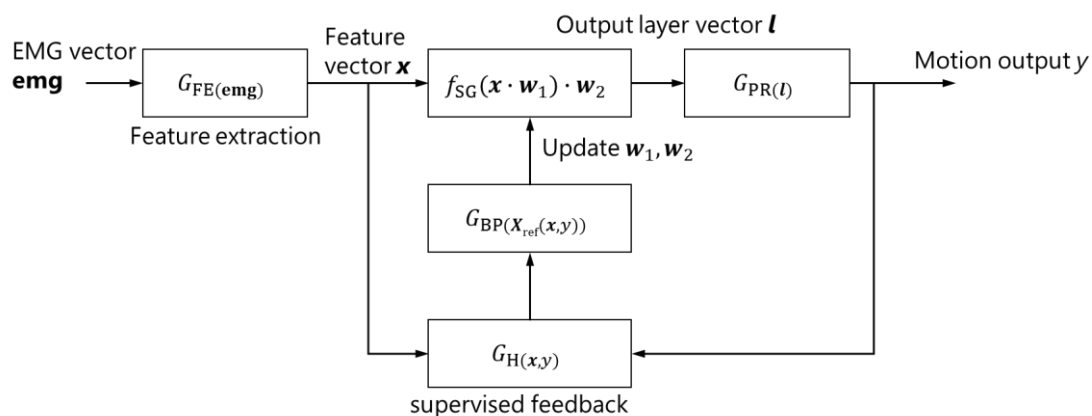 EMG vector
emg
G_FE(emg)
Feature extraction
Feature
vector x
f_SG(x · w_1) · w_2
Output layer vector l
G_PR(l)
Motion output y
Update w_1, w_2
G_BP(X_ref(x,y))
G_H(x,y)
supervised feedback